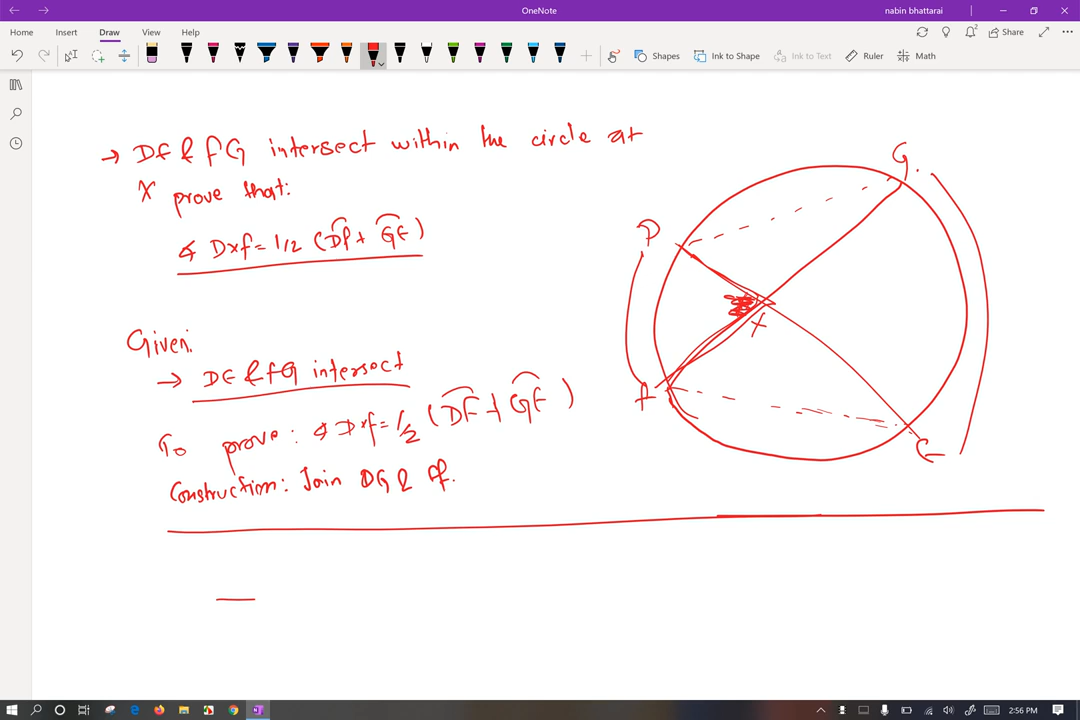 OneNote
nabin bhattarai
Home Insert Draw View Help
Share
Shapes Ink to Shape Ink to Text Ruler Math
→ DE & FG intersect within the circle at
X prove that:
∡ DXF = 1/2 (DF + GE)
Given:
→ DE & FG intersect
To prove: ∡ DXF = 1/2 (DF + GE)
Construction: Join DG & EF.
G.
D
X
F
E
2:56 PM